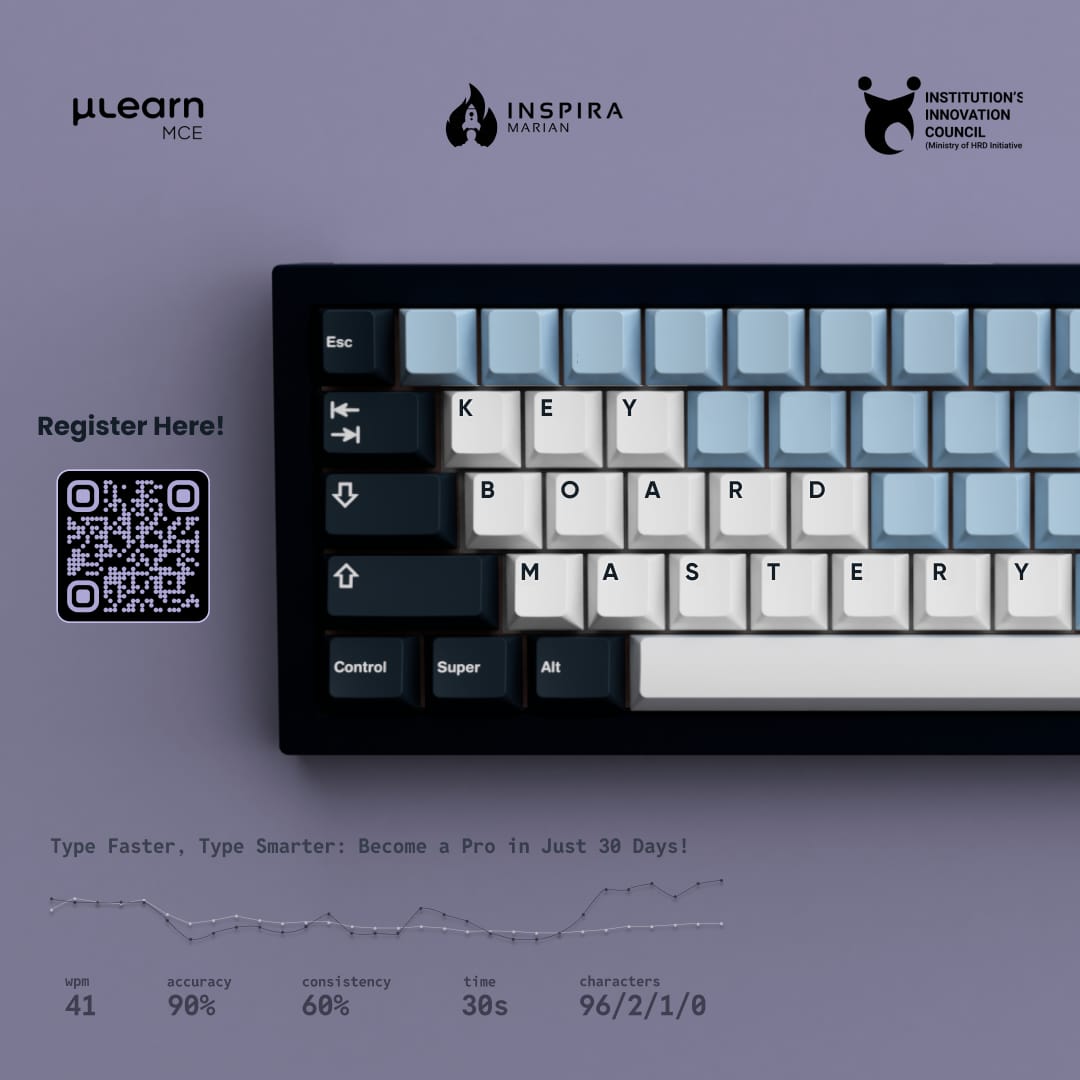 µLearn
MCE
INSPIRA
MARIAN
INSTITUTION'S
INNOVATION
COUNCIL
(Ministry of HRD Initiative
Esc
K E Y
B O A R D
M A S T E R Y
Control Super Alt
Register Here!
Type Faster, Type Smarter: Become a Pro in Just 30 Days!
wpm accuracy consistency time characters
41 90% 60% 30s 96/2/1/0